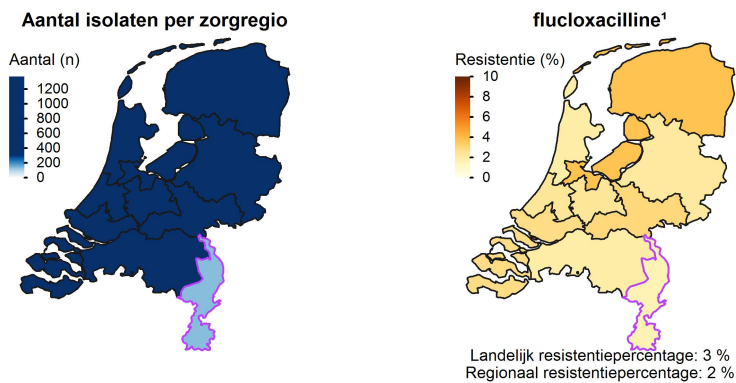 Aantal isolaten per zorgregio
Aantal (n)
1200
1000
800
600
400
200
0
flucloxacilline¹
Resistentie (%)
10
8
6
4
2
0
Landelijk resistentiepercentage: 3 %
Regionaal resistentiepercentage: 2 %